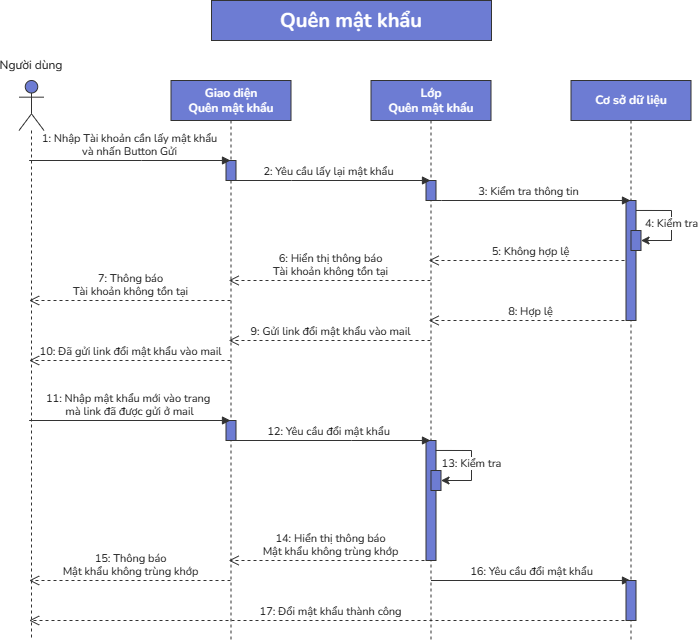 Quên mật khẩu
Người dùng
Giao diện
Quên mật khẩu
Lớp
Quên mật khẩu
Cơ sở dữ liệu
1: Nhập Tài khoản cần lấy mật khẩu
và nhấn Button Gửi
2: Yêu cầu lấy lại mật khẩu
3: Kiểm tra thông tin
4: Kiểm tra
5: Không hợp lệ
6: Hiển thị thông báo
Tài khoản không tồn tại
7: Thông báo
Tài khoản không tồn tại
8: Hợp lệ
9: Gửi link đổi mật khẩu vào mail
10: Đã gửi link đổi mật khẩu vào mail
11: Nhập mật khẩu mới vào trang
mà link đã được gửi ở mail
12: Yêu cầu đổi mật khẩu
13: Kiểm tra
14: Hiển thị thông báo
Mật khẩu không trùng khớp
15: Thông báo
Mật khẩu không trùng khớp
16: Yêu cầu đổi mật khẩu
17: Đổi mật khẩu thành công